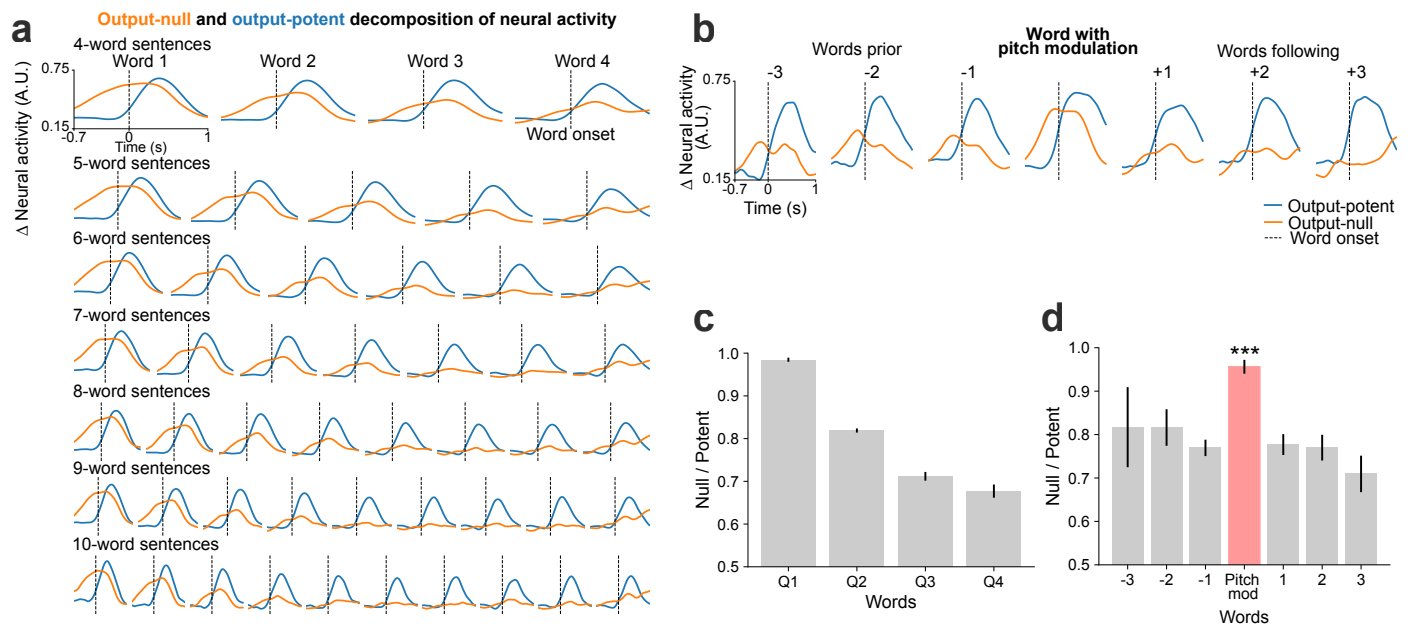 a
Output-null and output-potent decomposition of neural activity
4-word sentences
Word 1
Word 2
Word 3
Word 4
Δ Neural activity (A.U.)
0.75
0.15
-0.7
0
1
Time (s)
Word onset
5-word sentences
6-word sentences
7-word sentences
8-word sentences
9-word sentences
10-word sentences
b
Words prior
Word with
pitch modulation
Words following
-3
-2
-1
+1
+2
+3
Δ Neural activity
(A.U.)
0.75
0.15
-0.7
0
1
Time (s)
Output-potent
Output-null
Word onset
c
Null / Potent
1.0
0.9
0.8
0.7
0.6
0.5
Q1
Q2
Q3
Q4
Words
d
Null / Potent
1.0
0.9
0.8
0.7
0.6
0.5
***
-3
-2
-1
Pitch
mod
1
2
3
Words